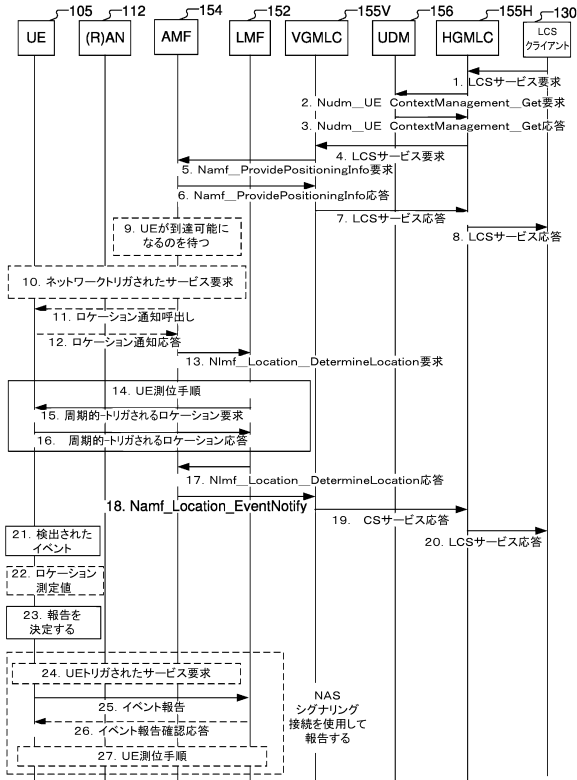 105
112
154
152
155V
156
155H
130
UE
(R)AN
AMF
LMF
VGMLC
UDM
HGMLC
LCS
クライアント
1. LCSサービス要求
2. Nudm__UE ContextManagement__Get要求
3. Nudm__UE ContextManagement__Get応答
4. LCSサービス要求
5. Namf__ProvidePositioningInfo要求
6. Namf__ProvidePositioningInfo応答
7. LCSサービス応答
8. LCSサービス応答
9. UEが到達可能に
なるのを待つ
10. ネットワークトリガされたサービス要求
11. ロケーション通知呼出し
12. ロケーション通知応答
13. Nlmf__Location__DetermineLocation要求
14. UE測位手順
15. 周期的-トリガされるロケーション要求
16. 周期的-トリガされるロケーション応答
17. Nlmf__Location__DetermineLocation応答
18. Namf_Location_EventNotify
19. CSサービス応答
20. LCSサービス応答
21. 検出された
イベント
22. ロケーション
測定値
23. 報告を
決定する
24. UEトリガされたサービス要求
25. イベント報告
26. イベント報告確認応答
27. UE測位手順
NAS
シグナリング
接続を使用して
報告する